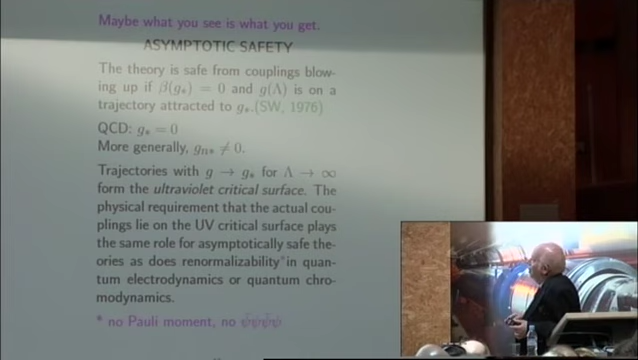 Maybe what you see is what you get.
ASYMPTOTIC SAFETY
The theory is safe from couplings blow-
ing up if β(g*) = 0 and g(Λ) is on a
trajectory attracted to g*.(SW, 1976)
QCD: g* = 0
More generally, gn* ≠ 0.
Trajectories with g → g* for Λ → ∞
form the ultraviolet critical surface. The
physical requirement that the actual cou-
plings lie on the UV critical surface plays
the same role for asymptotically safe the-
ories as does renormalizability* in quan-
tum electrodynamics or quantum chro-
modynamics.
* no Pauli moment, no ψ̄ψψ̄ψ